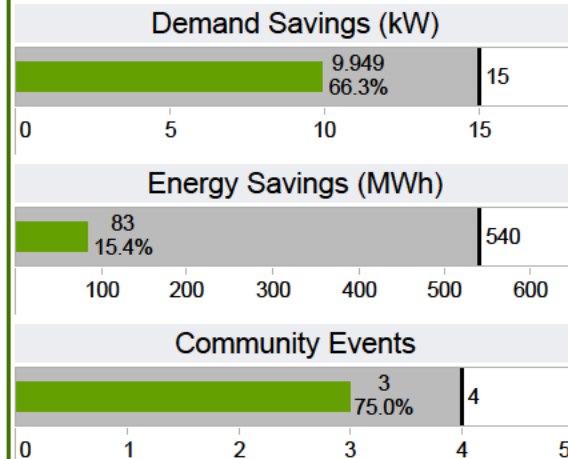 Demand Savings (kW)
9.949
66.3%
15
0 5 10 15
Energy Savings (MWh)
83
15.4%
540
100 200 300 400 500 600
Community Events
3
75.0%
4
0 1 2 3 4 5